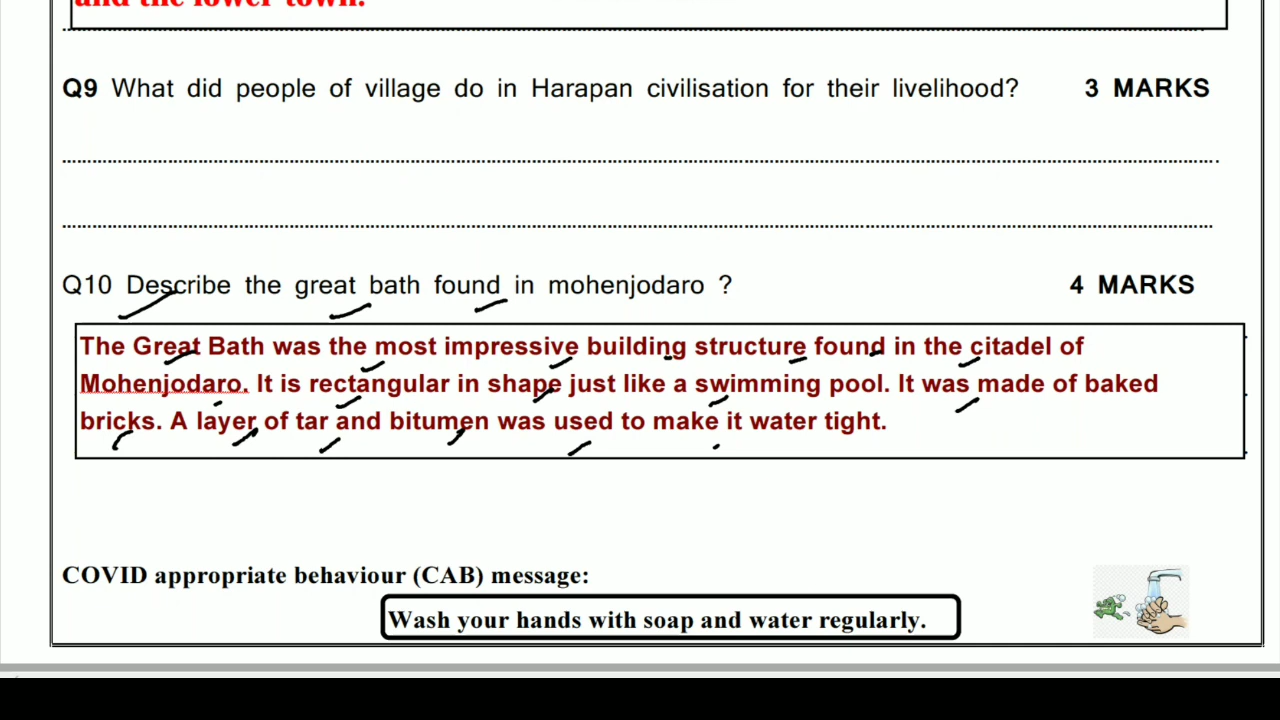 and the lower town.
Q9 What did people of village do in Harapan civilisation for their livelihood? 3 MARKS
Q10 Describe the great bath found in mohenjodaro ? 4 MARKS
The Great Bath was the most impressive building structure found in the citadel of
Mohenjodaro. It is rectangular in shape just like a swimming pool. It was made of baked
bricks. A layer of tar and bitumen was used to make it water tight.
COVID appropriate behaviour (CAB) message:
Wash your hands with soap and water regularly.